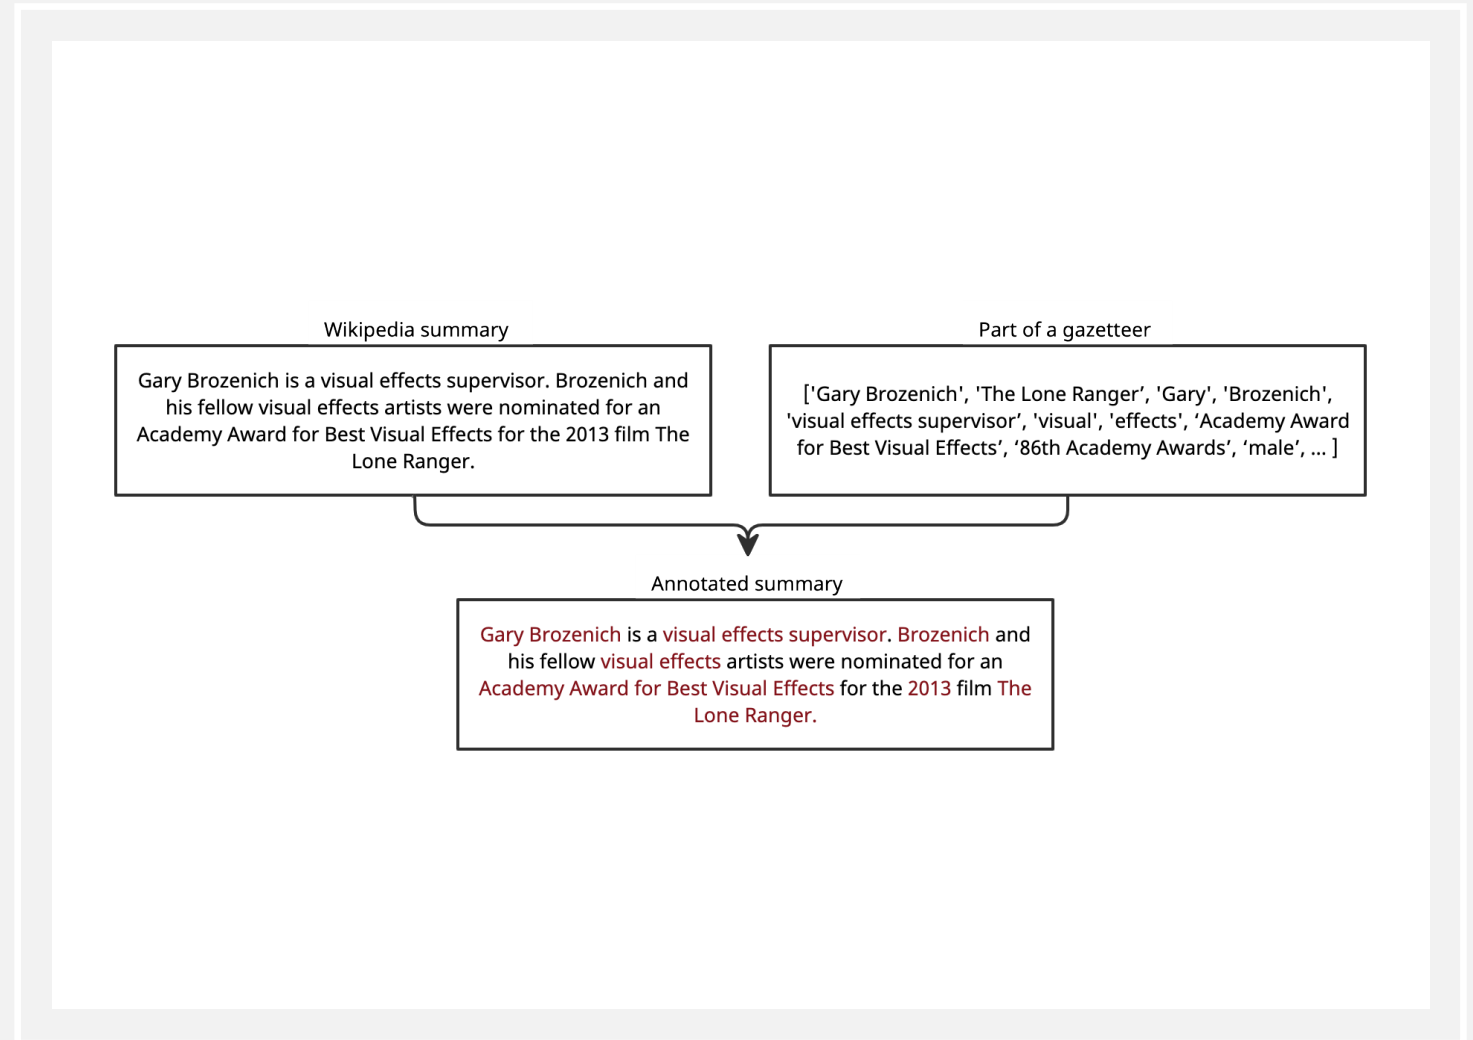 Wikipedia summary
Gary Brozenich is a visual effects supervisor. Brozenich and
his fellow visual effects artists were nominated for an
Academy Award for Best Visual Effects for the 2013 film The
Lone Ranger.
Part of a gazetteer
['Gary Brozenich', 'The Lone Ranger’, 'Gary', 'Brozenich',
'visual effects supervisor’, 'visual', 'effects', ‘Academy Award
for Best Visual Effects’, ‘86th Academy Awards’, ‘male’, ... ]
Annotated summary
Gary Brozenich is a visual effects supervisor. Brozenich and
his fellow visual effects artists were nominated for an
Academy Award for Best Visual Effects for the 2013 film The
Lone Ranger.